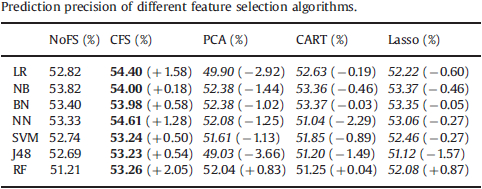 Prediction precision of different feature selection algorithms.
NoFS (%) CFS (%) PCA (%) CART (%) Lasso (%)
LR 52.82 54.40 (+1.58) 49.90 (−2.92) 52.63 (−0.19) 52.22 (−0.60)
NB 53.82 54.00 (+0.18) 52.38 (−1.44) 53.36 (−0.46) 53.37 (−0.46)
BN 53.40 53.98 (+0.58) 52.38 (−1.02) 53.37 (−0.03) 53.35 (−0.05)
NN 53.33 54.61 (+1.28) 52.08 (−1.25) 51.04 (−2.29) 53.06 (−0.27)
SVM 52.74 53.24 (+0.50) 51.61 (−1.13) 51.85 (−0.89) 52.46 (−0.27)
J48 52.69 53.23 (+0.54) 49.03 (−3.66) 51.20 (−1.49) 51.12 (−1.57)
RF 51.21 53.26 (+2.05) 52.04 (+0.83) 51.25 (+0.04) 52.08 (+0.87)